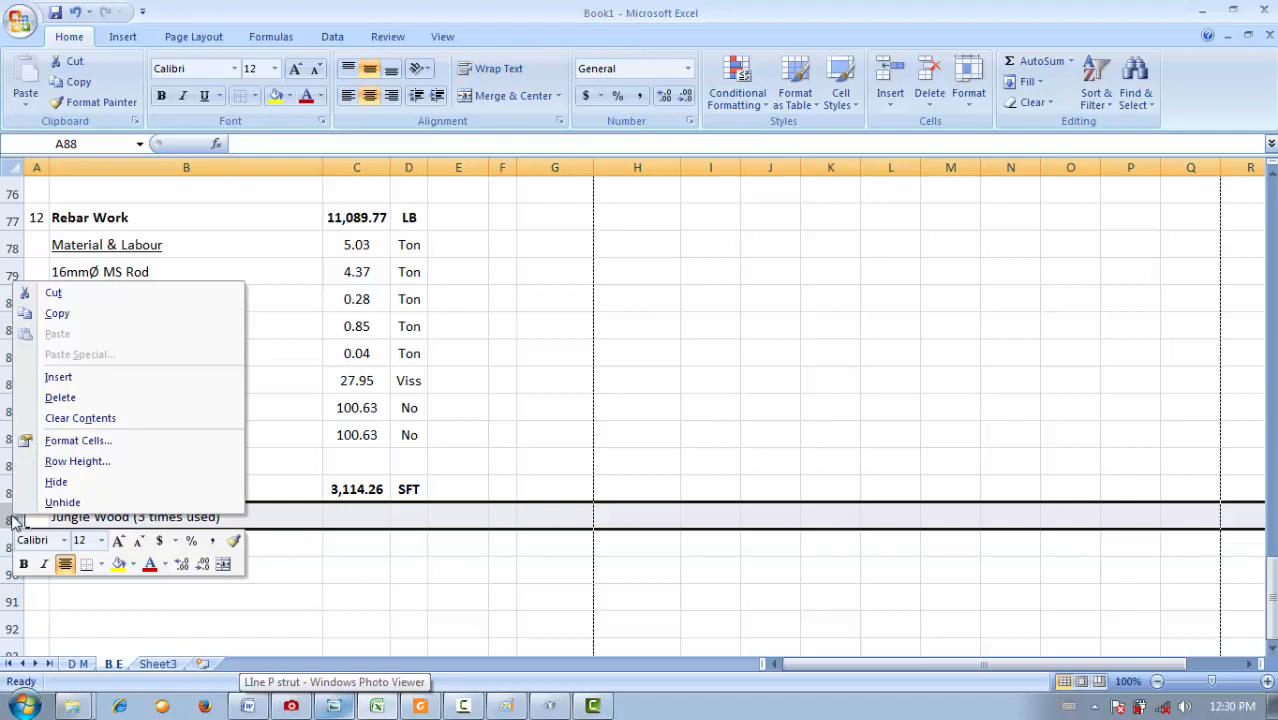 Book1 - Microsoft Excel
Home Insert Page Layout Formulas Data Review View
Paste
Cut
Copy
Format Painter
Clipboard
Calibri 12
B I U
Font
Wrap Text
Merge & Center
Alignment
General
$ % ,
Number
Conditional Formatting
Format as Table
Cell Styles
Styles
Insert
Delete
Format
Cells
Σ AutoSum
Fill
Clear
Sort & Filter
Find & Select
Editing
A88
fx
A B C D E F G H I J K L M N O P Q R
76
77 12 Rebar Work 11,089.77 LB
78 Material & Labour 5.03 Ton
79 16mmØ MS Rod 4.37 Ton
0.28 Ton
0.85 Ton
0.04 Ton
27.95 Viss
100.63 No
100.63 No
3,114.26 SFT
Jungle Wood (3 times used)
91
92
Cut
Copy
Paste
Paste Special...
Insert
Delete
Clear Contents
Format Cells...
Row Height...
Hide
Unhide
Calibri 12 A A $ % ,
B I A
D M B E Sheet3
Ready
100%
LIne P strut - Windows Photo Viewer
12:30 PM